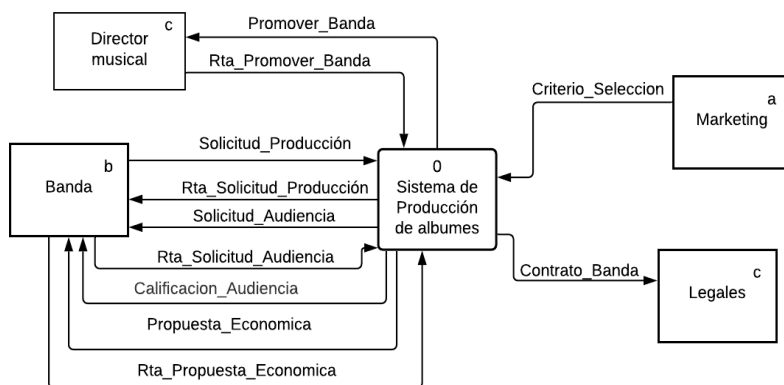 Promover_Banda
c
Director
musical
Rta_Promover_Banda
Criterio_Seleccion
a
Marketing
Solicitud_Producción
b
Banda
0
Sistema de
Producción
de albumes
Rta_Solicitud_Producción
Solicitud_Audiencia
Rta_Solicitud_Audiencia
Contrato_Banda
c
Legales
Calificacion_Audiencia
Propuesta_Economica
Rta_Propuesta_Economica